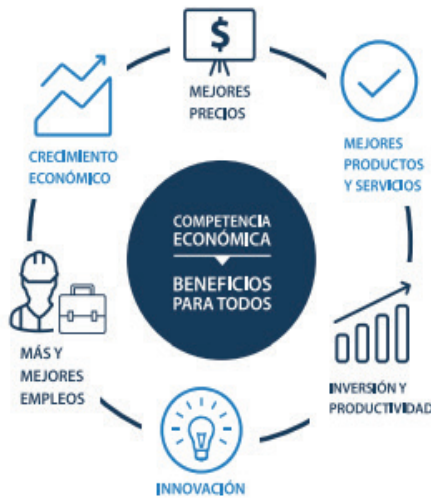 $
MEJORES
PRECIOS
MEJORES
PRODUCTOS
Y SERVICIOS
INVERSIÓN Y
PRODUCTIVIDAD
INNOVACIÓN
MÁS Y
MEJORES
EMPLEOS
CRECIMIENTO
ECONÓMICO
COMPETENCIA
ECONÓMICA
BENEFICIOS
PARA TODOS